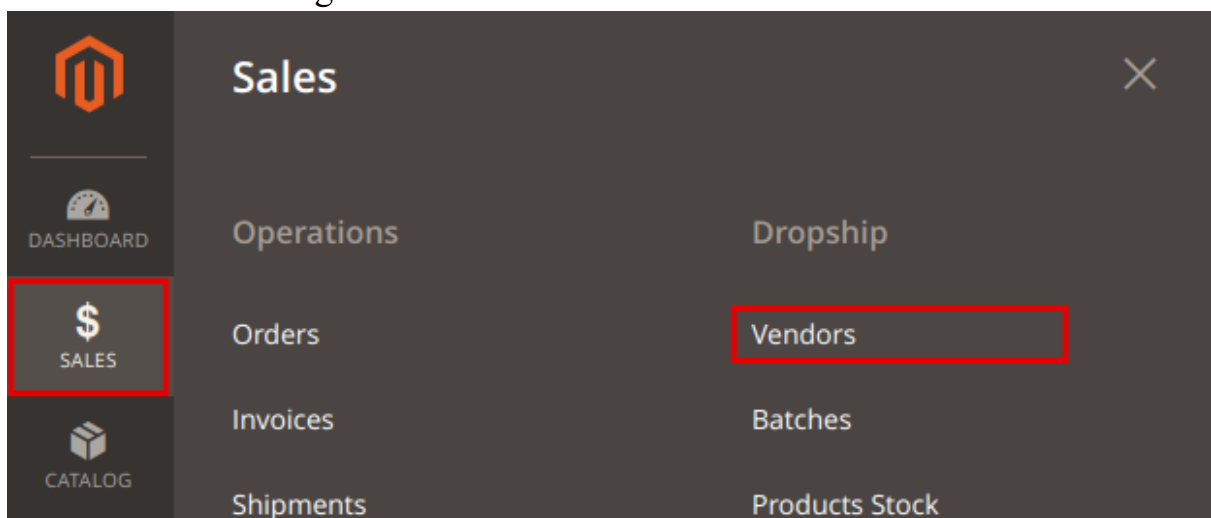 Sales
DASHBOARD
Operations
Dropship
$
SALES
Orders
Vendors
Invoices
Batches
CATALOG
Shipments
Products Stock